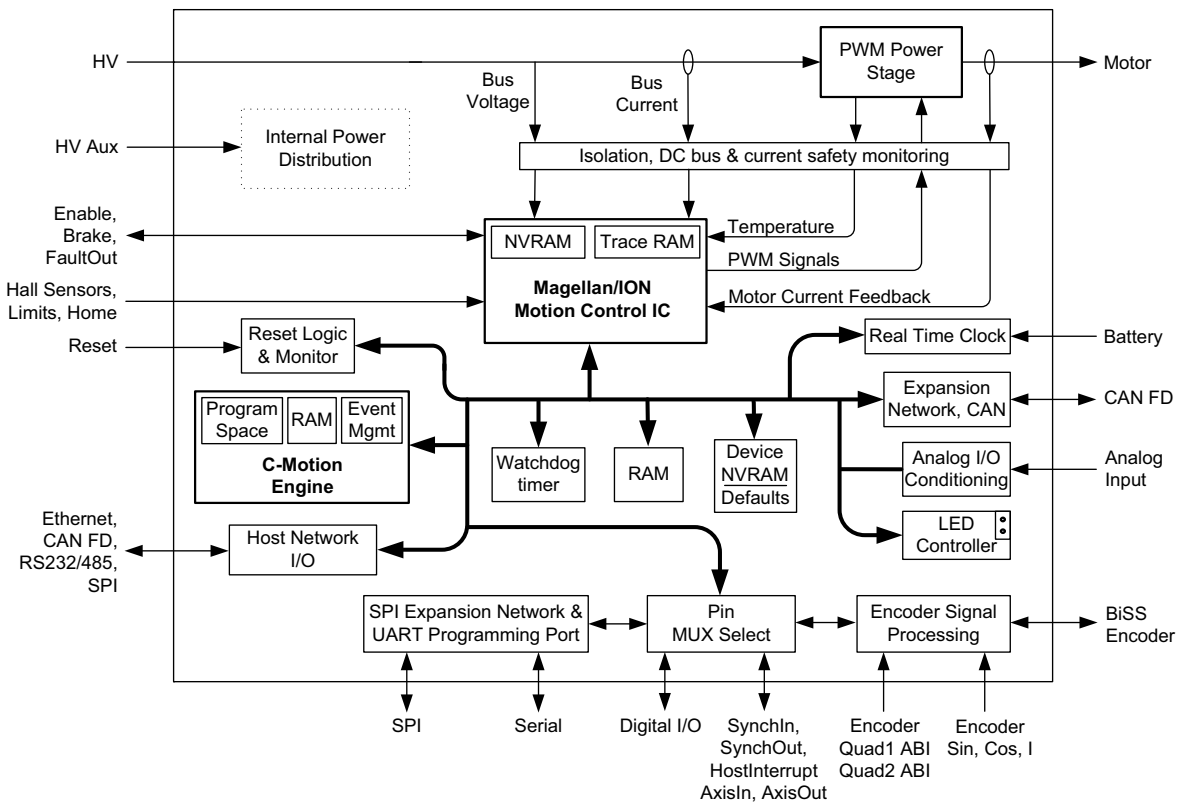 HV
Bus
Voltage
Bus
Current
PWM Power
Stage
Motor
HV Aux
Internal Power
Distribution
Isolation, DC bus & current safety monitoring
Enable,
Brake,
FaultOut
NVRAM
Trace RAM
Magellan/ION
Motion Control IC
Temperature
PWM Signals
Motor Current Feedback
Hall Sensors,
Limits, Home
Reset
Reset Logic
& Monitor
Real Time Clock
Battery
Program
Space
RAM
Event
Mgmt
C-Motion
Engine
Watchdog
timer
RAM
Device
NVRAM
Defaults
Expansion
Network, CAN
CAN FD
Analog I/O
Conditioning
Analog
Input
LED
Controller
Ethernet,
CAN FD,
RS232/485,
SPI
Host Network
I/O
SPI Expansion Network &
UART Programming Port
Pin
MUX Select
Encoder Signal
Processing
BiSS
Encoder
SPI
Serial
Digital I/O
SynchIn,
SynchOut,
HostInterrupt
AxisIn, AxisOut
Encoder
Quad1 ABI
Quad2 ABI
Encoder
Sin, Cos, I